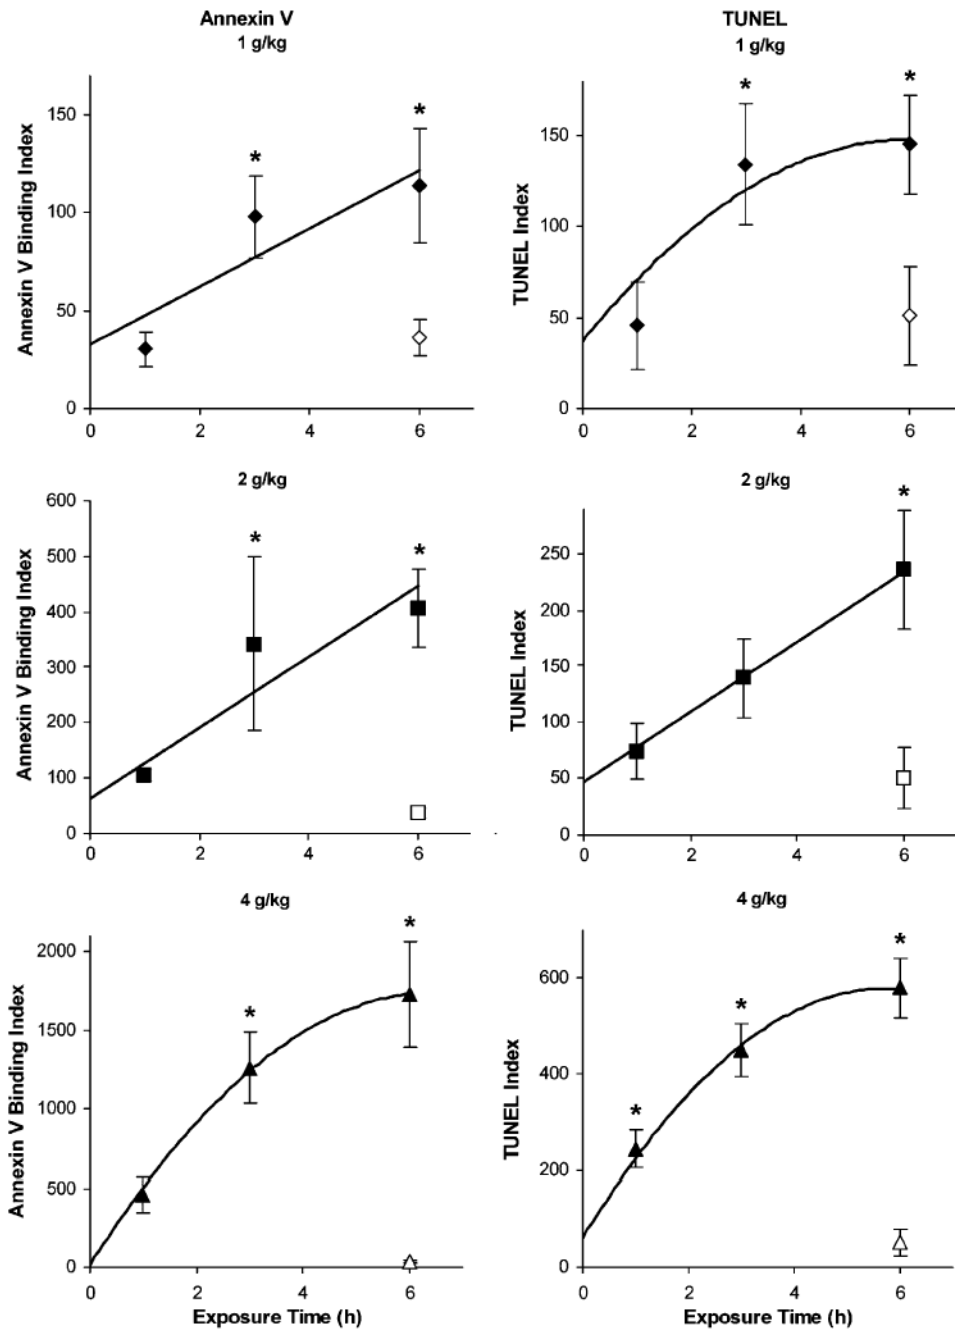 Annexin V
1 g/kg
Annexin V Binding Index
150
100
50
0
0 2 4 6
*
*
TUNEL
1 g/kg
TUNEL Index
150
100
50
0
0 2 4 6
*
*
2 g/kg
Annexin V Binding Index
600
500
400
300
200
100
0
0 2 4 6
*
*
2 g/kg
TUNEL Index
250
200
150
100
50
0
0 2 4 6
*
4 g/kg
Annexin V Binding Index
2000
1500
1000
500
0
0 2 4 6
*
*
Exposure Time (h)
4 g/kg
TUNEL Index
600
400
200
0
0 2 4 6
*
*
*
Exposure Time (h)